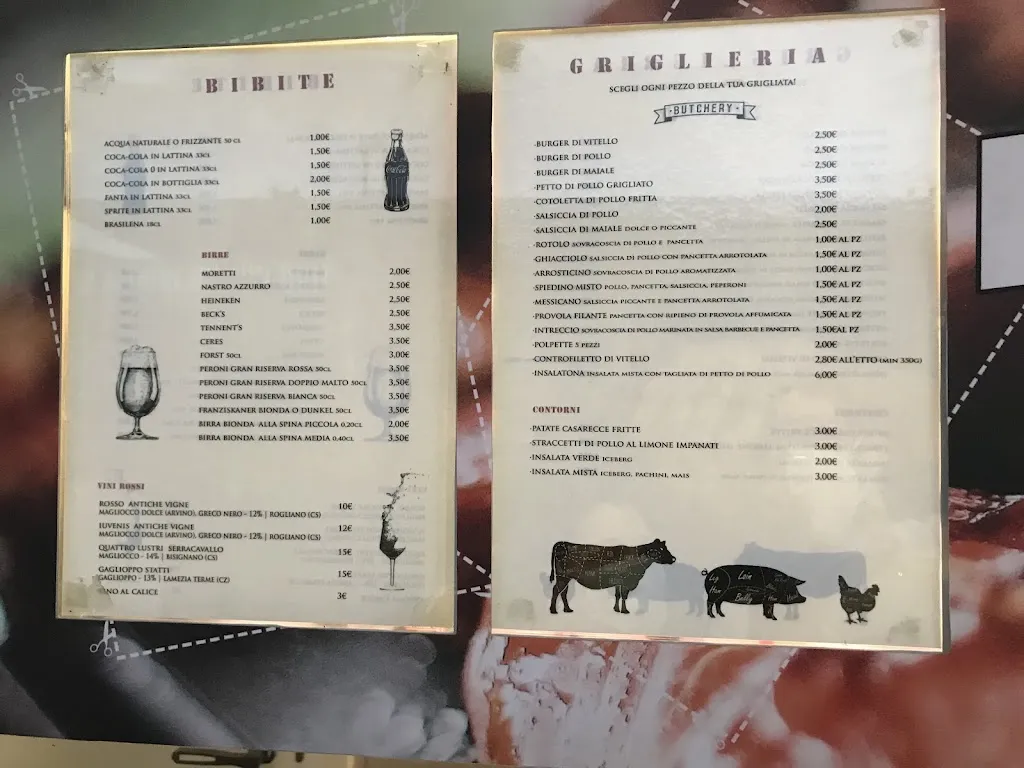 BIBITE
ACQUA NATURALE O FRIZZANTE 50 CL 1,00€
COCA-COLA IN LATTINA 33CL 1,50€
COCA-COLA 0 IN LATTINA 33CL 1,50€
COCA-COLA IN BOTTIGLIA 33CL 2,00€
FANTA IN LATTINA 33CL 1,50€
SPRITE IN LATTINA 33CL 1,50€
BRASILENA 18CL 1,00€
Coca-Cola
BIRRE
MORETTI 2,00€
NASTRO AZZURRO 2,50€
HEINEKEN 2,50€
BECK'S 2,50€
TENNENT'S 3,50€
CERES 3,50€
FORST 50CL 3,00€
PERONI GRAN RISERVA ROSSA 50CL 3,50€
PERONI GRAN RISERVA DOPPIO MALTO 50CL 3,50€
PERONI GRAN RISERVA BIANCA 50CL 3,50€
FRANZISKANER BIONDA O DUNKEL 50CL 3,50€
BIRRA BIONDA ALLA SPINA PICCOLA 0,20CL 2,00€
BIRRA BIONDA ALLA SPINA MEDIA 0,40CL 3,50€
VINI ROSSI
ROSSO ANTICHE VIGNE 10€
MAGLIOCCO DOLCE (ARVINO), GRECO NERO - 12% | ROGLIANO (CS)
IUVENIS ANTICHE VIGNE 12€
MAGLIOCCO DOLCE (ARVINO), GRECO NERO - 12% | ROGLIANO (CS)
QUATTRO LUSTRI SERRACAVALLO 15€
MAGLIOCCO - 14% | BISIGNANO (CS)
GAGLIOPPO STATTI 15€
GAGLIOPPO - 13% | LAMEZIA TERME (CZ)
AL CALICE 3€
GRIGLIERIA
SCEGLI OGNI PEZZO DELLA TUA GRIGLIATA!
·BUTCHERY·
·BURGER DI VITELLO 2,50€
·BURGER DI POLLO 2,50€
·BURGER DI MAIALE 2,50€
·PETTO DI POLLO GRIGLIATO 3,50€
·COTOLETTA DI POLLO FRITTA 3,50€
·SALSICCIA DI POLLO 2,00€
·SALSICCIA DI MAIALE DOLCE O PICCANTE 2,50€
·ROTOLO SOVRACOSCIA DI POLLO E PANCETTA 1,00€ AL PZ
·GHIACCIOLO SALSICCIA DI POLLO CON PANCETTA ARROTOLATA 1,50€ AL PZ
·ARROSTICINO SOVRACOSCIA DI POLLO AROMATIZZATA 1,00€ AL PZ
·SPIEDINO MISTO POLLO, PANCETTA, SALSICCIA, PEPERONI 1,50€ AL PZ
·MESSICANO SALSICCIA PICCANTE E PANCETTA ARROTOLATA 1,50€ AL PZ
·PROVOLA FILANTE PANCETTA CON RIPIENO DI PROVOLA AFFUMICATA 1,50€ AL PZ
·INTRECCIO SOVRACOSCIA DI POLLO MARINATA IN SALSA BARBECUE E PANCETTA 1,50€AL PZ
·POLPETTE 5 PEZZI 2,00€
·CONTROFILETTO DI VITELLO 2,80€ ALL'ETTO (MIN 350G)
·INSALATONA INSALATA MISTA CON TAGLIATA DI PETTO DI POLLO 6,00€
CONTORNI
·PATATE CASARECCE FRITTE 3,00€
·STRACCETTI DI POLLO AL LIMONE IMPANATI 3,00€
·INSALATA VERDE ICEBERG 2,00€
·INSALATA MISTA ICEBERG, PACHINI, MAIS 3,00€
Leg Loin
Ham Belly